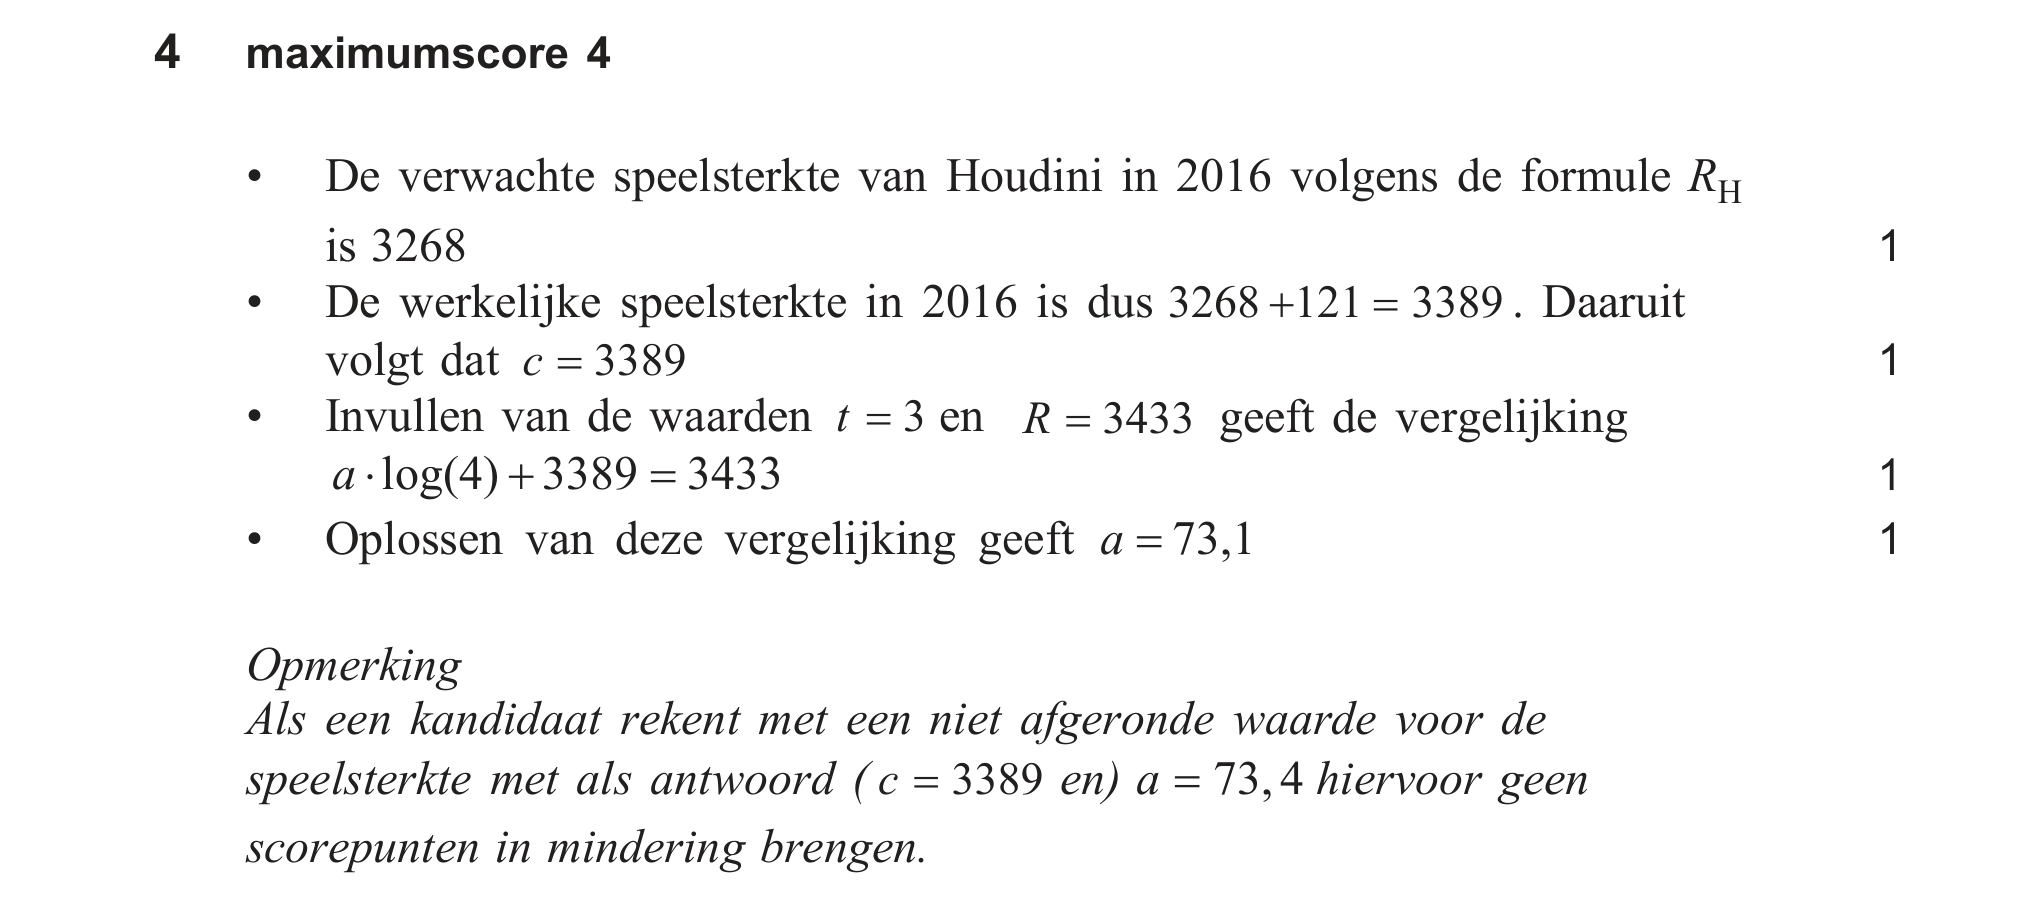 4 maximumscore 4
• De verwachte speelsterkte van Houdini in 2016 volgens de formule R_H
is 3268 1
• De werkelijke speelsterkte in 2016 is dus 3268 + 121 = 3389 . Daaruit
volgt dat c = 3389 1
• Invullen van de waarden t = 3 en R = 3433 geeft de vergelijking
a · log(4) + 3389 = 3433 1
• Oplossen van deze vergelijking geeft a = 73,1 1
Opmerking
Als een kandidaat rekent met een niet afgeronde waarde voor de
speelsterkte met als antwoord ( c = 3389 en) a = 73,4 hiervoor geen
scorepunten in mindering brengen.